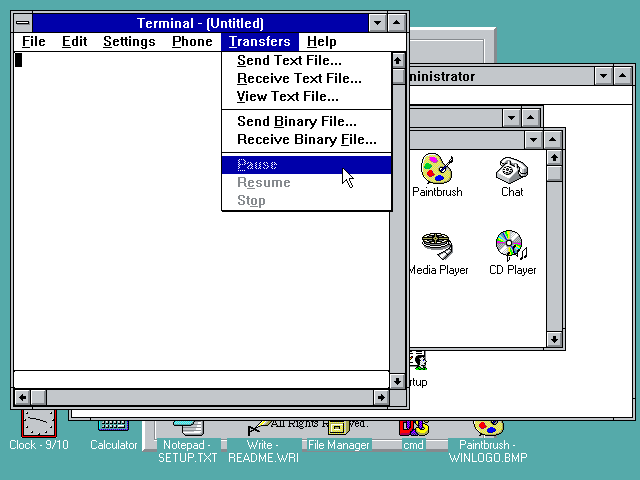 Terminal - (Untitled)
File Edit Settings Phone Transfers Help
Send Text File...
Receive Text File...
View Text File...
Send Binary File...
Receive Binary File...
Pause
Resume
Stop
ministrator
Paintbrush
Chat
Media Player
CD Player
rtup
All Rights Reserved.
Clock - 9/10
Calculator
Notepad -
SETUP.TXT
Write -
README.WRI
File Manager
cmd
Paintbrush -
WINLOGO.BMP